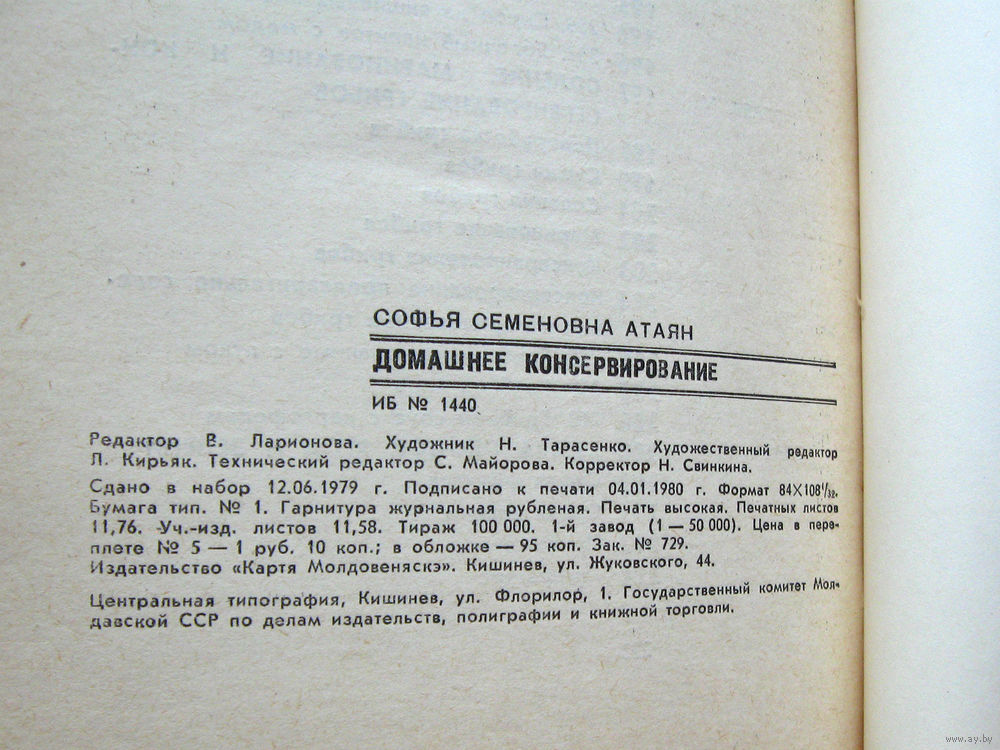 СОФЬЯ СЕМЕНОВНА АТАЯН
ДОМАШНЕЕ КОНСЕРВИРОВАНИЕ
ИБ № 1440
Редактор В. Ларионова. Художник Н. Тарасенко. Художественный редактор
Л. Кирьяк. Технический редактор С. Майорова. Корректор Н. Свинкина.
Сдано в набор 12.06.1979 г. Подписано к печати 04.01.1980 г. Формат 84×108¹/₃₂.
Бумага тип. № 1. Гарнитура журнальная рубленая. Печать высокая. Печатных листов
11,76. Уч.-изд. листов 11,58. Тираж 100 000. 1-й завод (1—50 000). Цена в пере-
плете № 5—1 руб. 10 коп.; в обложке—95 коп. Зак. № 729.
Издательство «Картя Молдовеняскэ». Кишинев, ул. Жуковского, 44.
Центральная типография, Кишинев, ул. Флорилор, 1. Государственный комитет Мол-
давской ССР по делам издательств, полиграфии и книжной торговли.
www.ay.by